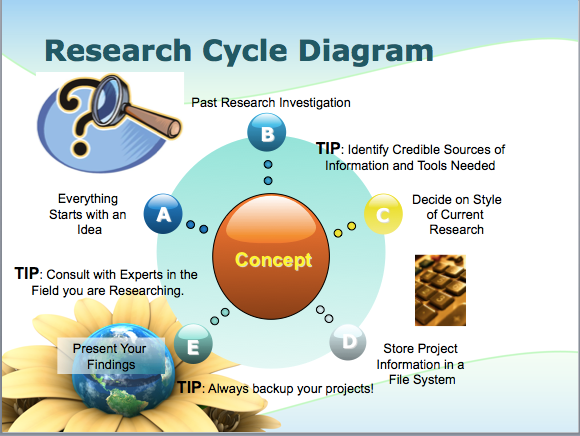 Research Cycle Diagram
Past Research Investigation
B
TIP: Identify Credible Sources of
Information and Tools Needed
Everything
Starts with an
Idea
A
C
Decide on Style
of Current
Research
Concept
TIP: Consult with Experts in the
Field you are Researching.
Present Your
Findings
E
D
Store Project
Information in a
File System
TIP: Always backup your projects!